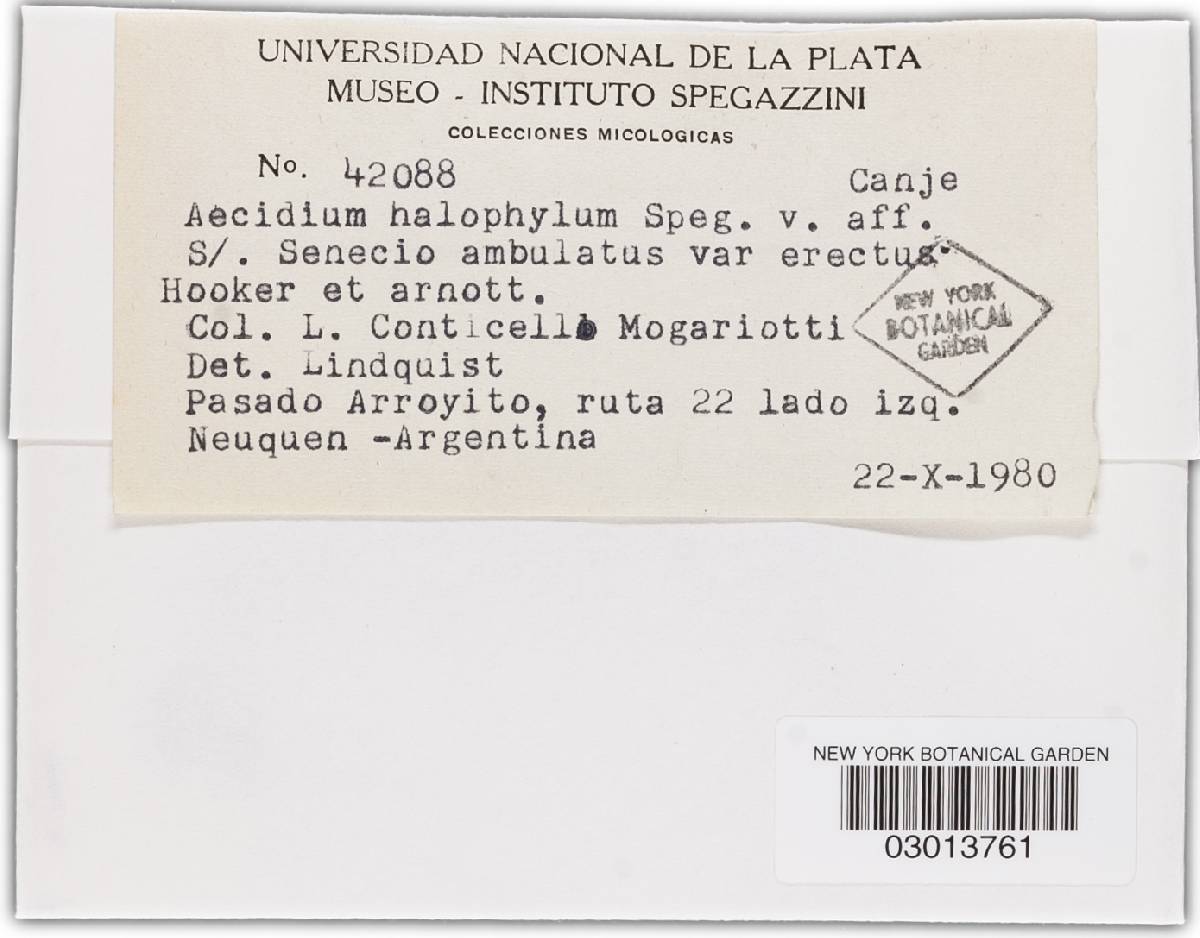 UNIVERSIDAD NACIONAL DE LA PLATA
MUSEO - INSTITUTO SPEGAZZINI
COLECCIONES MICOLOGICAS
No. 42088 Canje
Aecidium halophylum Speg. v. aff.
S/. Senecio ambulatus var erectus.
Hooker et arnott.
NEW YORK
BOTANICAL
GARDEN
Col. L. Conticello Mogariotti
Det. Lindquist
Pasado Arroyito, ruta 22 lado izq.
Neuquen -Argentina
22-X-1980
NEW YORK BOTANICAL GARDEN
03013761